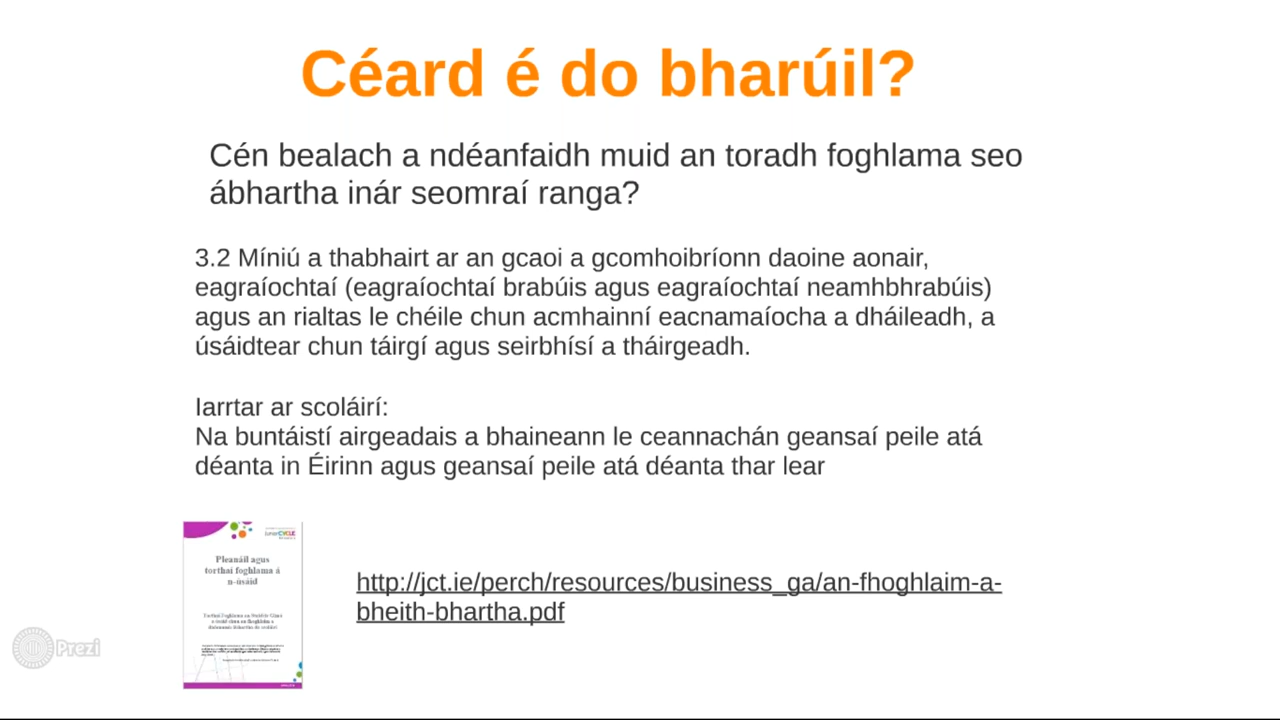 Céard é do bharúil?
Cén bealach a ndéanfaidh muid an toradh foghlama seo
ábhartha inár seomraí ranga?
3.2 Míniú a thabhairt ar an gcaoi a gcomhoibríonn daoine aonair,
eagraíochtaí (eagraíochtaí brabúis agus eagraíochtaí neamhbhrabúis)
agus an rialtas le chéile chun acmhainní eacnamaíocha a dháileadh, a
úsáidtear chun táirgí agus seirbhísí a tháirgeadh.
Iarrtar ar scoláirí:
Na buntáistí airgeadais a bhaineann le ceannachán geansaí peile atá
déanta in Éirinn agus geansaí peile atá déanta thar lear
CYCLE
Pleanáil agus
torthaí foghlama á
n-úsáid
http://jct.ie/perch/resources/business_ga/an-fhoghlaim-a-
bheith-bhartha.pdf
Prezi